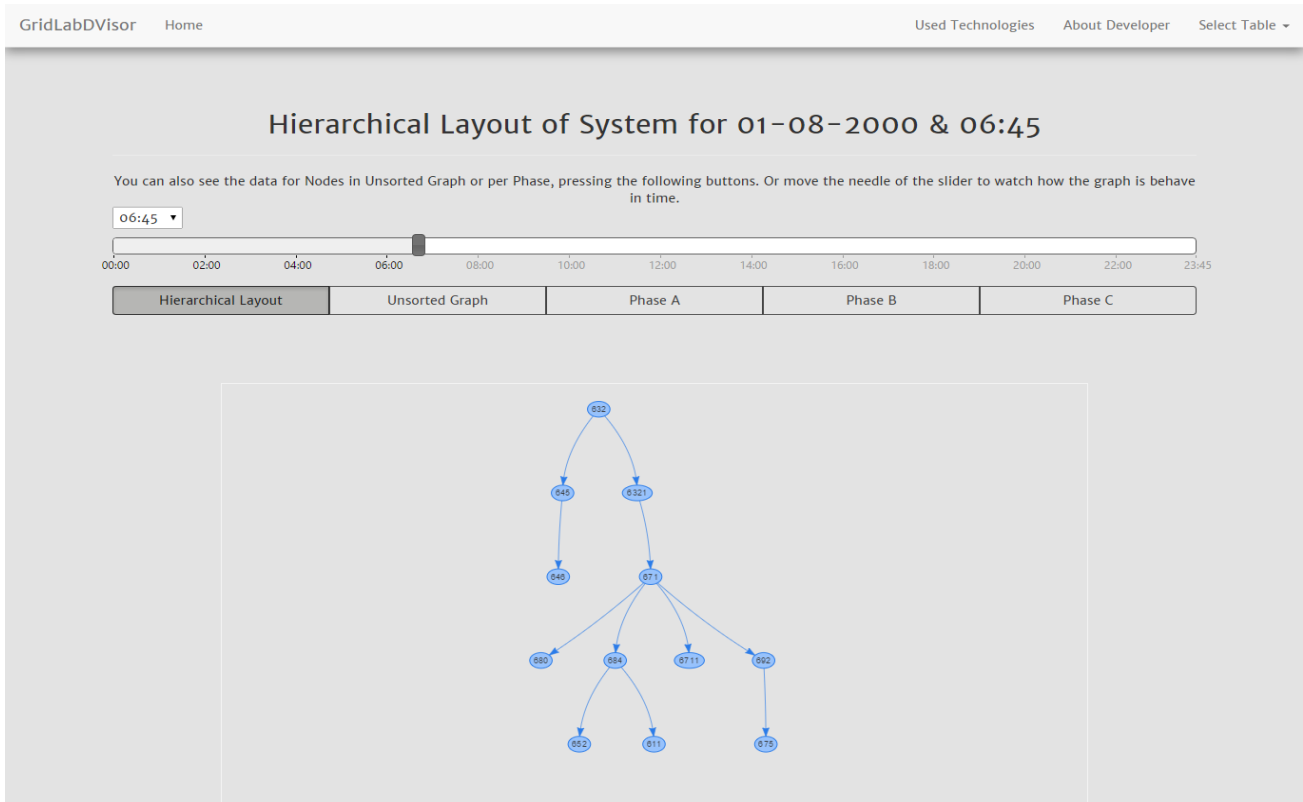 GridLabDVisor Home Used Technologies About Developer Select Table
Hierarchical Layout of System for 01-08-2000 & 06:45
You can also see the data for Nodes in Unsorted Graph or per Phase, pressing the following buttons. Or move the needle of the slider to watch how the graph is behave
in time.
06:45
00:00 02:00 04:00 06:00 08:00 10:00 12:00 14:00 16:00 18:00 20:00 22:00 23:45
Hierarchical Layout Unsorted Graph Phase A Phase B Phase C
632
645 6321
646 671
680 684 6711 692
652 611 675